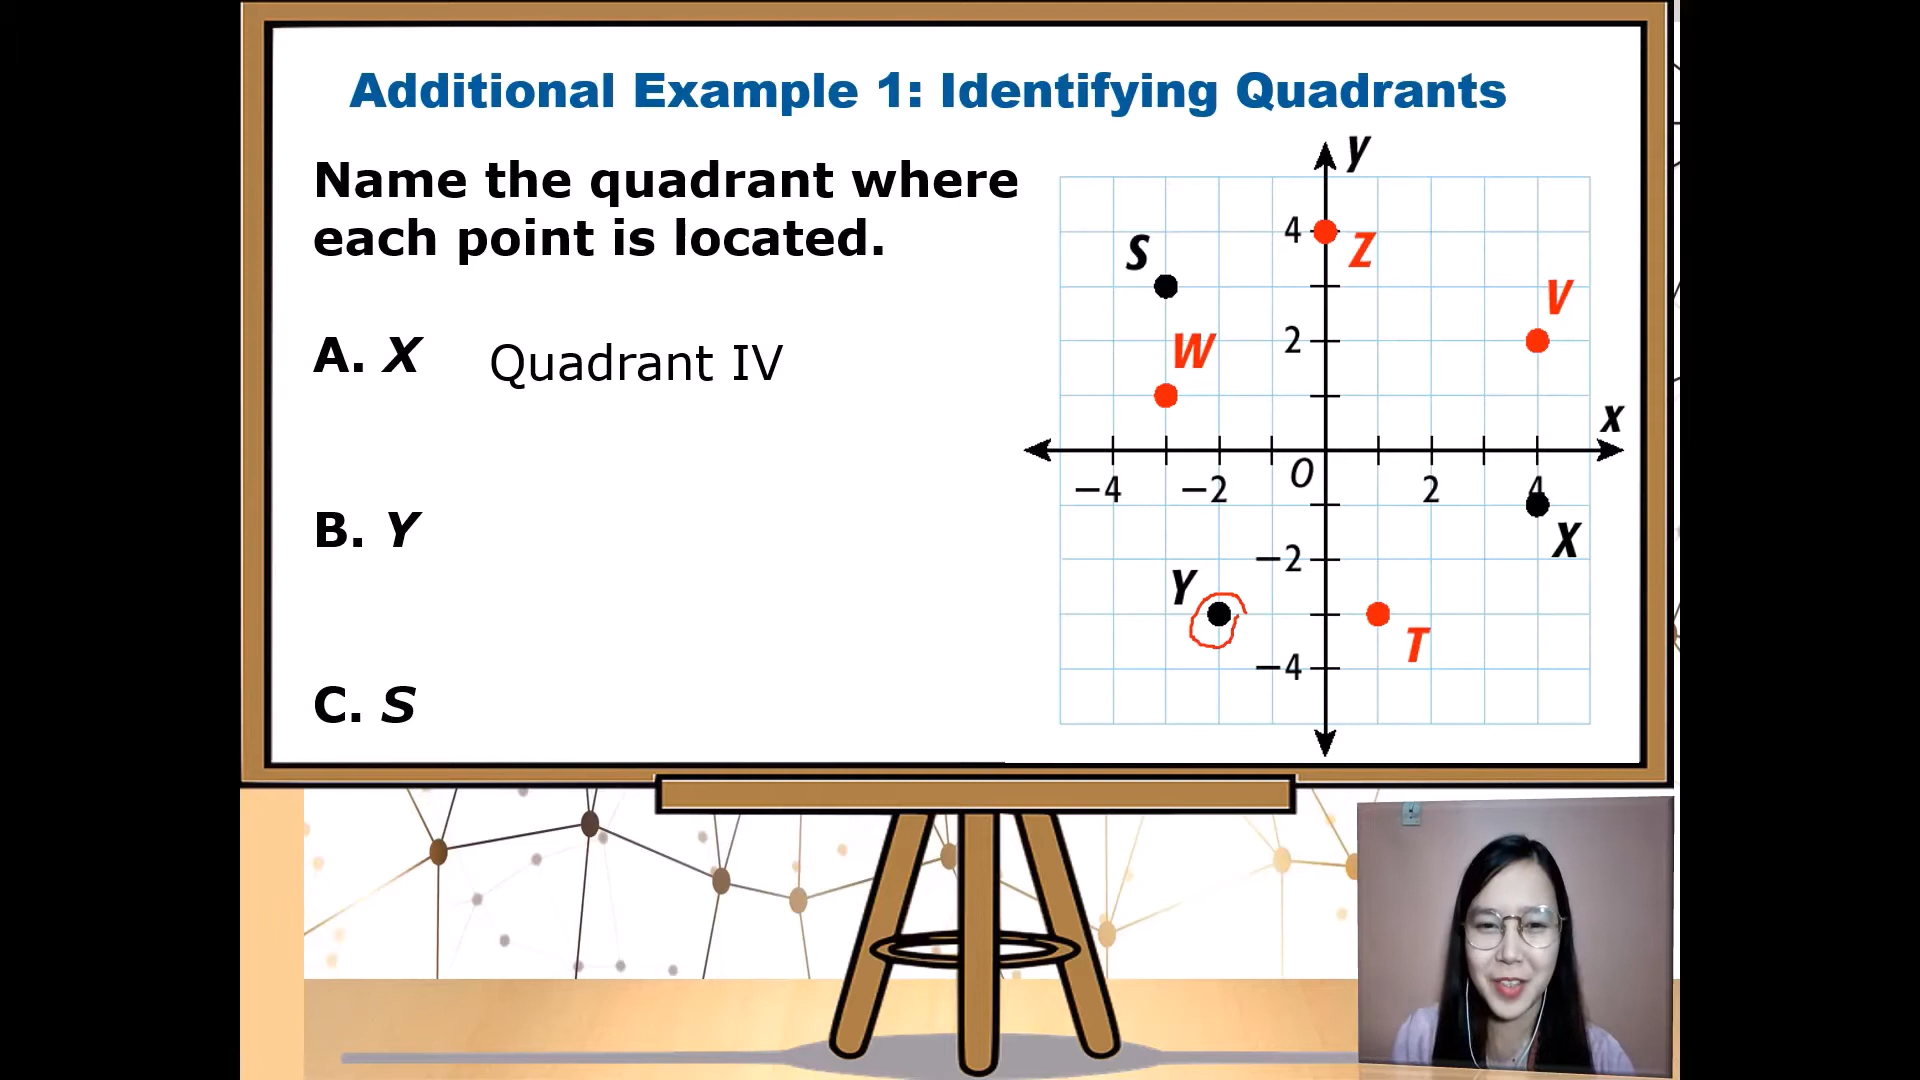 Additional Example 1: Identifying Quadrants
Name the quadrant where
each point is located.
A. X Quadrant IV
B. Y
C. S
y
4
Z
S
V
2
W
x
O
−4
−2
2
4
X
−2
Y
T
−4